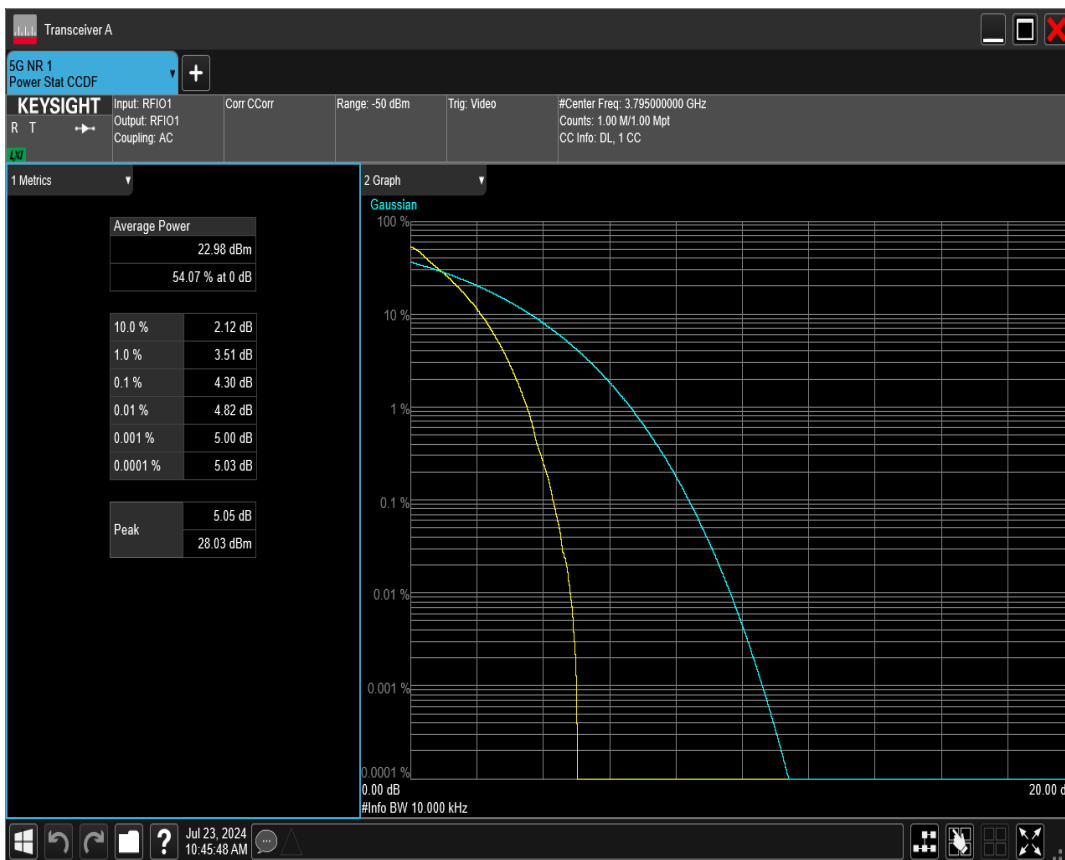 Transceiver A
5G NR 1
Power Stat CCDF
KEYSIGHT
R T
LXI
Input: RFIO1
Output: RFIO1
Coupling: AC
Corr CCorr
Range: -50 dBm
Trig: Video
#Center Freq: 3.795000000 GHz
Counts: 1.00 M/1.00 Mpt
CC Info: DL, 1 CC
1 Metrics
Average Power
22.98 dBm
54.07 % at 0 dB
10.0 % 2.12 dB
1.0 % 3.51 dB
0.1 % 4.30 dB
0.01 % 4.82 dB
0.001 % 5.00 dB
0.0001 % 5.03 dB
Peak
5.05 dB
28.03 dBm
2 Graph
Gaussian
100 %
10 %
1 %
0.1 %
0.01 %
0.001 %
0.0001 %
0.00 dB 20.00 d
#Info BW 10.000 kHz
?
Jul 23, 2024
10:45:48 AM